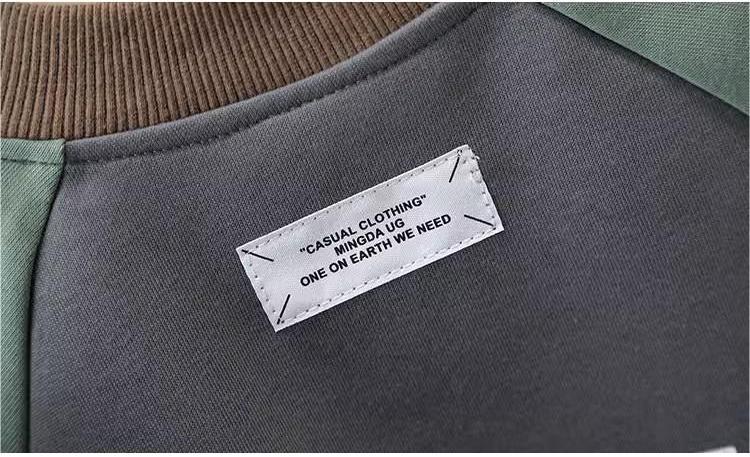 "CASUAL CLOTHING"
MINGDA UG
ONE ON EARTH WE NEED